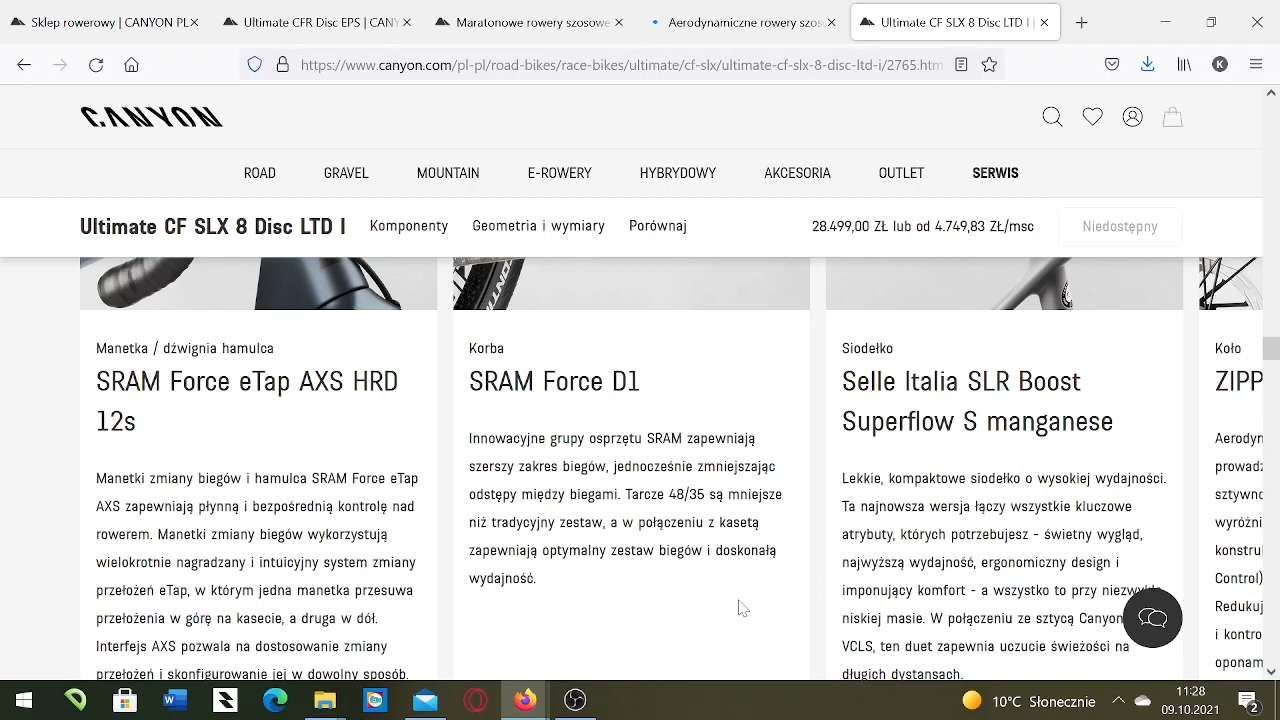 Sklep rowerowy | CANYON PL
Ultimate CFR Disc EPS | CANY
Maratonowe rowery szosowe
Aerodynamiczne rowery szosc
Ultimate CF SLX 8 Disc LTD I |
https://www.canyon.com/pl-pl/road-bikes/race-bikes/ultimate/cf-slx/ultimate-cf-slx-8-disc-ltd-i/2765.htm
K
CANYON
ROAD GRAVEL MOUNTAIN E-ROWERY HYBRYDOWY AKCESORIA OUTLET SERWIS
Ultimate CF SLX 8 Disc LTD I Komponenty Geometria i wymiary Porównaj 28.499,00 ZŁ lub od 4.749,83 ZŁ/msc Niedostępny
Manetka / dźwignia hamulca
SRAM Force eTap AXS HRD
12s
Manetki zmiany biegów i hamulca SRAM Force eTap
AXS zapewniają płynną i bezpośrednią kontrolę nad
rowerem. Manetki zmiany biegów wykorzystują
wielokrotnie nagradzany i intuicyjny system zmiany
przełożeń eTap, w którym jedna manetka przesuwa
przełożenia w górę na kasecie, a druga w dół.
Interfejs AXS pozwala na dostosowanie zmiany
przełożeń i skonfigurowanie jej w dowolny sposób.
Korba
SRAM Force D1
Innowacyjne grupy osprzętu SRAM zapewniają
szerszy zakres biegów, jednocześnie zmniejszając
odstępy między biegami. Tarcze 48/35 są mniejsze
niż tradycyjny zestaw, a w połączeniu z kasetą
zapewniają optymalny zestaw biegów i doskonałą
wydajność.
Siodełko
Selle Italia SLR Boost
Superflow S manganese
Lekkie, kompaktowe siodełko o wysokiej wydajności.
Ta najnowsza wersja łączy wszystkie kluczowe
atrybuty, których potrzebujesz - świetny wygląd,
najwyższą wydajność, ergonomiczny design i
imponujący komfort - a wszystko to przy niezwykle
niskiej masie. W połączeniu ze sztycą Canyon
VCLS, ten duet zapewnia uczucie świeżości na
długich dystansach.
Koło
ZIPP
Aerodyn
prowadz
sztywno
wyróżni
konstru
Control)
Redukuj
i kontro
oponam
10°C Słonecznie
11:28
09.10.2021
2